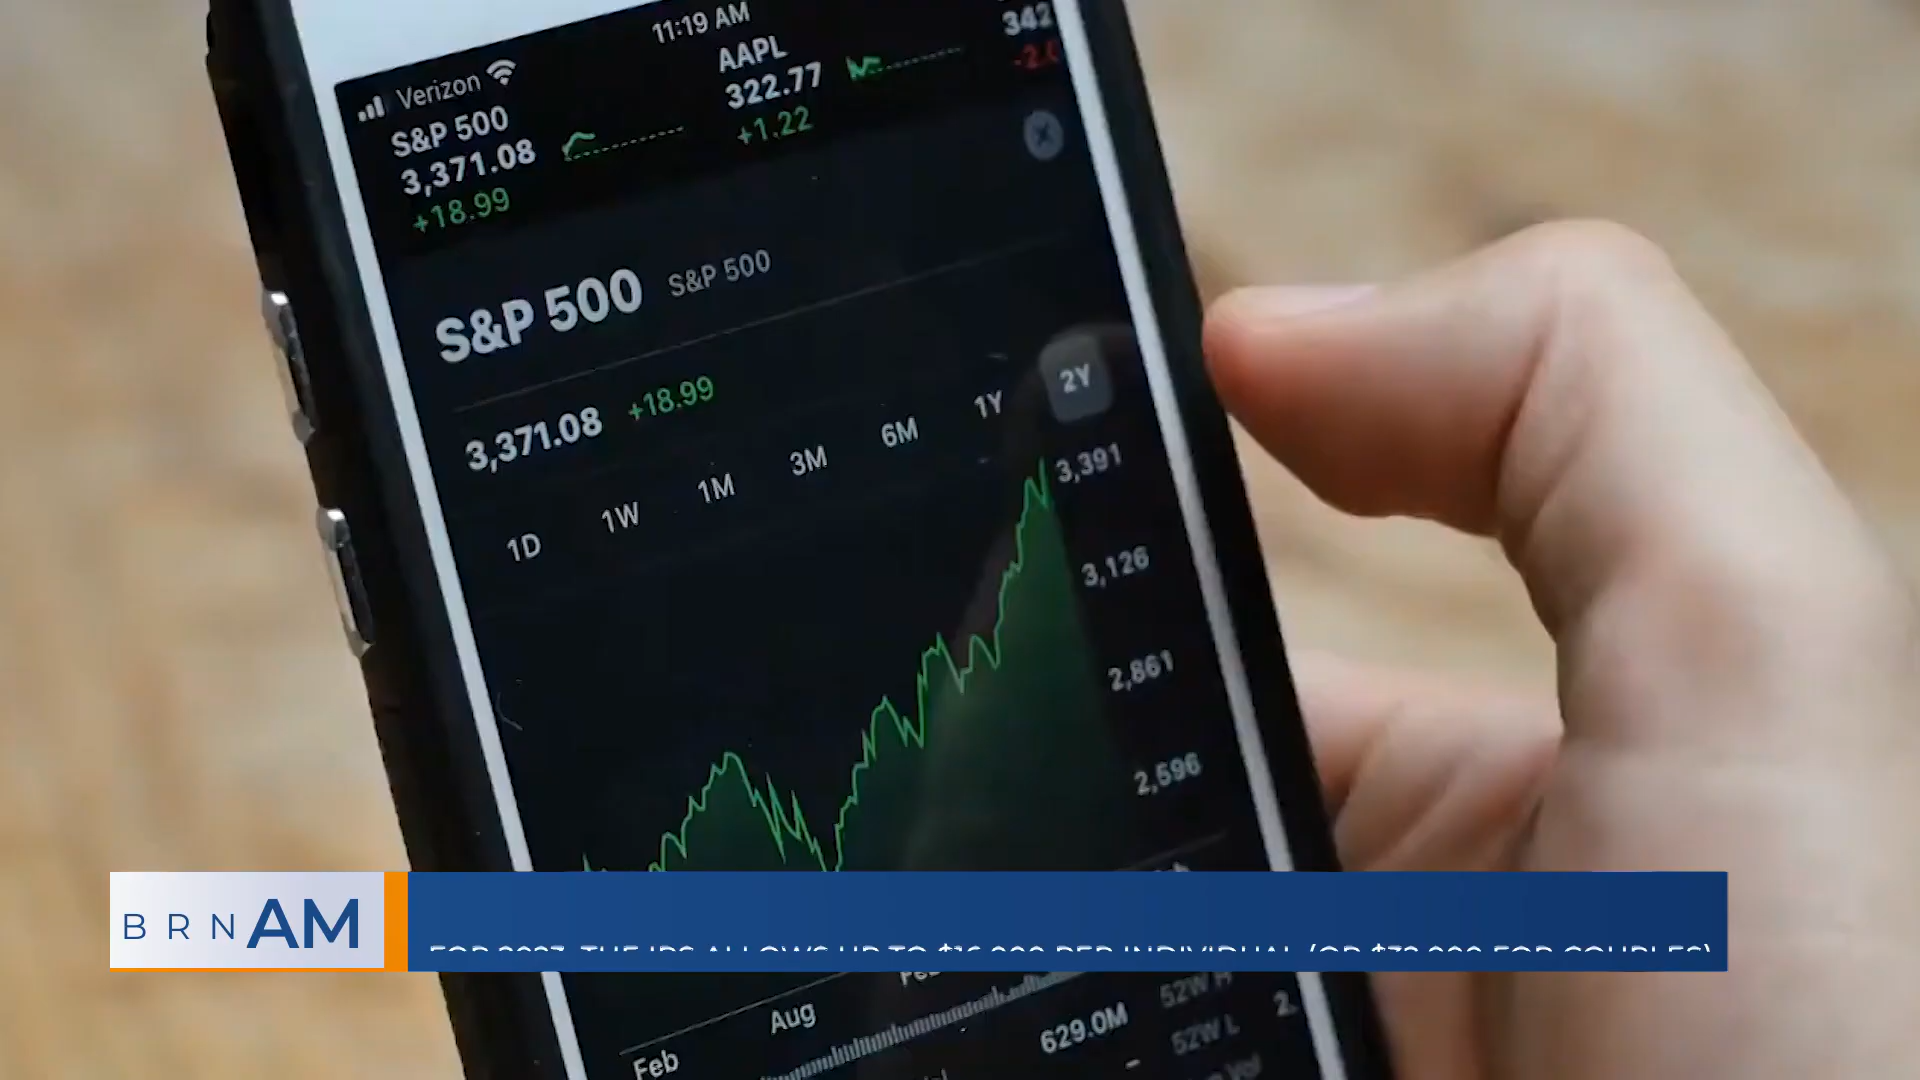 11:19 AM
Verizon
S&P 500
3,371.08
+18.99
AAPL
322.77
+1.22
342
S&P 500 S&P 500
3,371.08 +18.99
1D 1W 1M 3M 6M 1Y 2Y
3,391
3,126
2,861
2,596
BRN AM
Feb Aug
629.0M
52W H
52W L